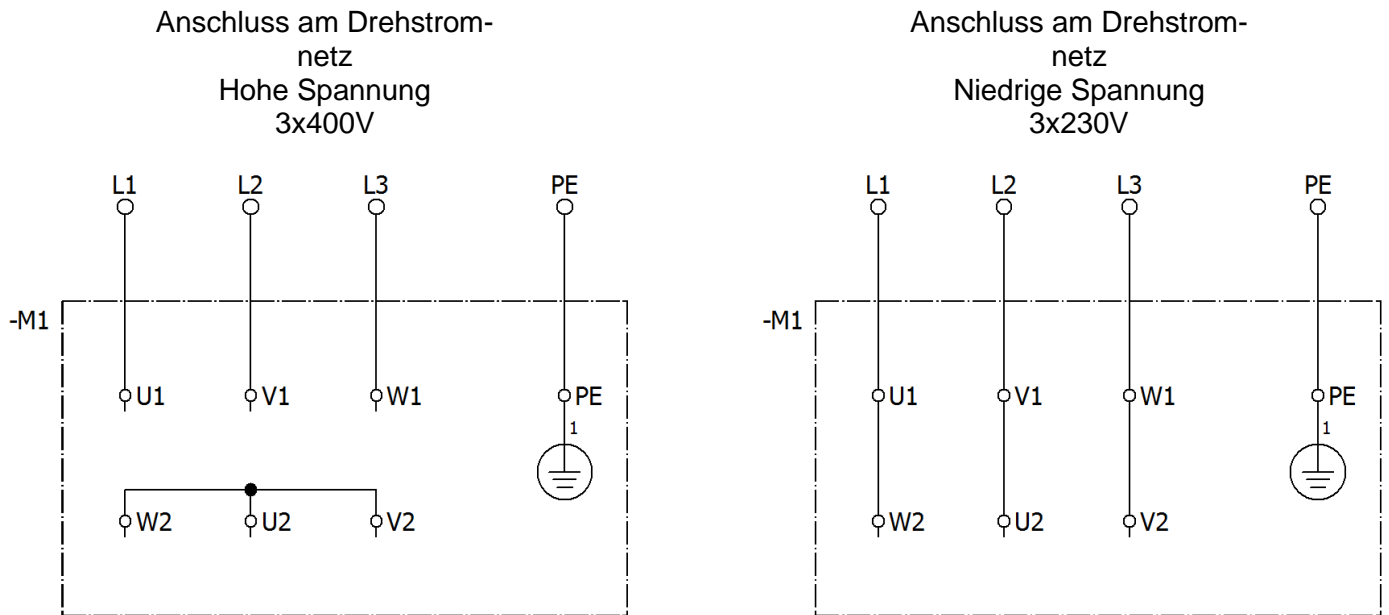 Anschluss am Drehstrom-
netz
Hohe Spannung
3x400V
L1 L2 L3 PE
-M1
U1 V1 W1 PE
1
W2 U2 V2
Anschluss am Drehstrom-
netz
Niedrige Spannung
3x230V
L1 L2 L3 PE
-M1
U1 V1 W1 PE
1
W2 U2 V2